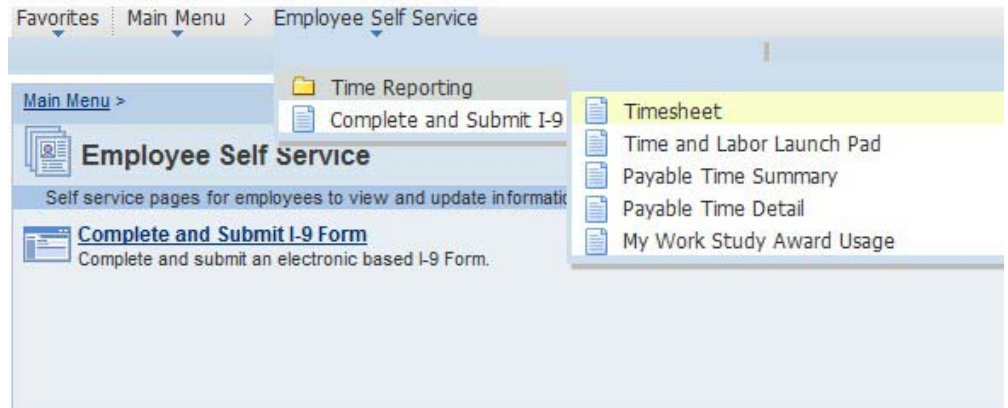 Favorites Main Menu > Employee Self Service
Time Reporting
Complete and Submit I-9
Timesheet
Time and Labor Launch Pad
Payable Time Summary
Payable Time Detail
My Work Study Award Usage
Main Menu >
Employee Self Service
Self service pages for employees to view and update
Complete and Submit I-9 Form
Complete and submit an electronic based I-9 Form.